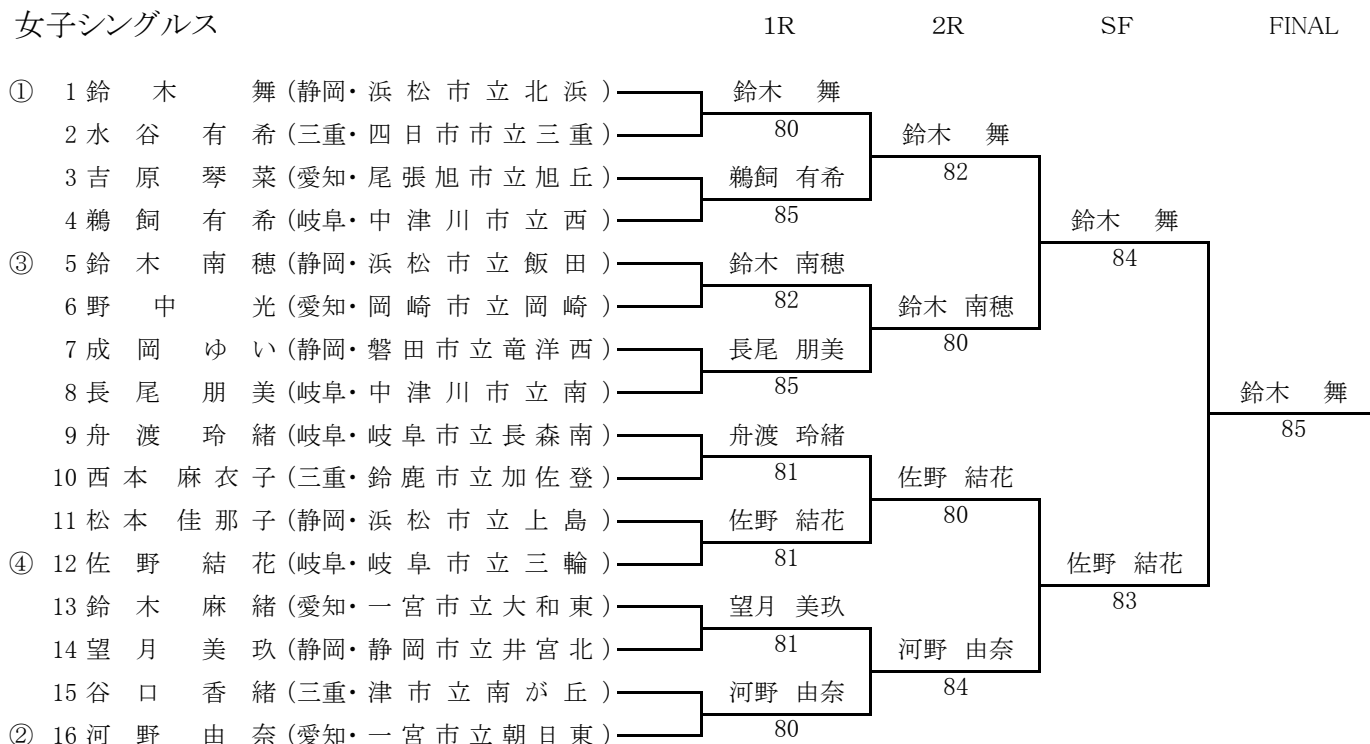 女子シングルス 1R 2R SF FINAL
① 1 鈴木 舞 (静岡・浜松市立北浜) 鈴木 舞
80
2 水谷 有希 (三重・四日市市立三重) 鈴木 舞
3 吉原 琴菜 (愛知・尾張旭市立旭丘) 鵜飼 有希 82
85
4 鵜飼 有希 (岐阜・中津川市立西) 鈴木 舞
③ 5 鈴木 南穂 (静岡・浜松市立飯田) 鈴木 南穂 84
82
6 野中 光 (愛知・岡崎市立岡崎) 鈴木 南穂
7 成岡 ゆい (静岡・磐田市立竜洋西) 長尾 朋美 80
85
8 長尾 朋美 (岐阜・中津川市立南) 鈴木 舞
9 舟渡 玲緒 (岐阜・岐阜市立長森南) 舟渡 玲緒 85
81
10 西本 麻衣子 (三重・鈴鹿市立加佐登) 佐野 結花
11 松本 佳那子 (静岡・浜松市立上島) 佐野 結花 80
81
④ 12 佐野 結花 (岐阜・岐阜市立三輪) 佐野 結花
13 鈴木 麻緒 (愛知・一宮市立大和東) 望月 美玖 83
81
14 望月 美玖 (静岡・静岡市立井宮北) 河野 由奈
15 谷口 香緒 (三重・津市立南が丘) 河野 由奈 84
80
② 16 河野 由奈 (愛知・一宮市立朝日東)